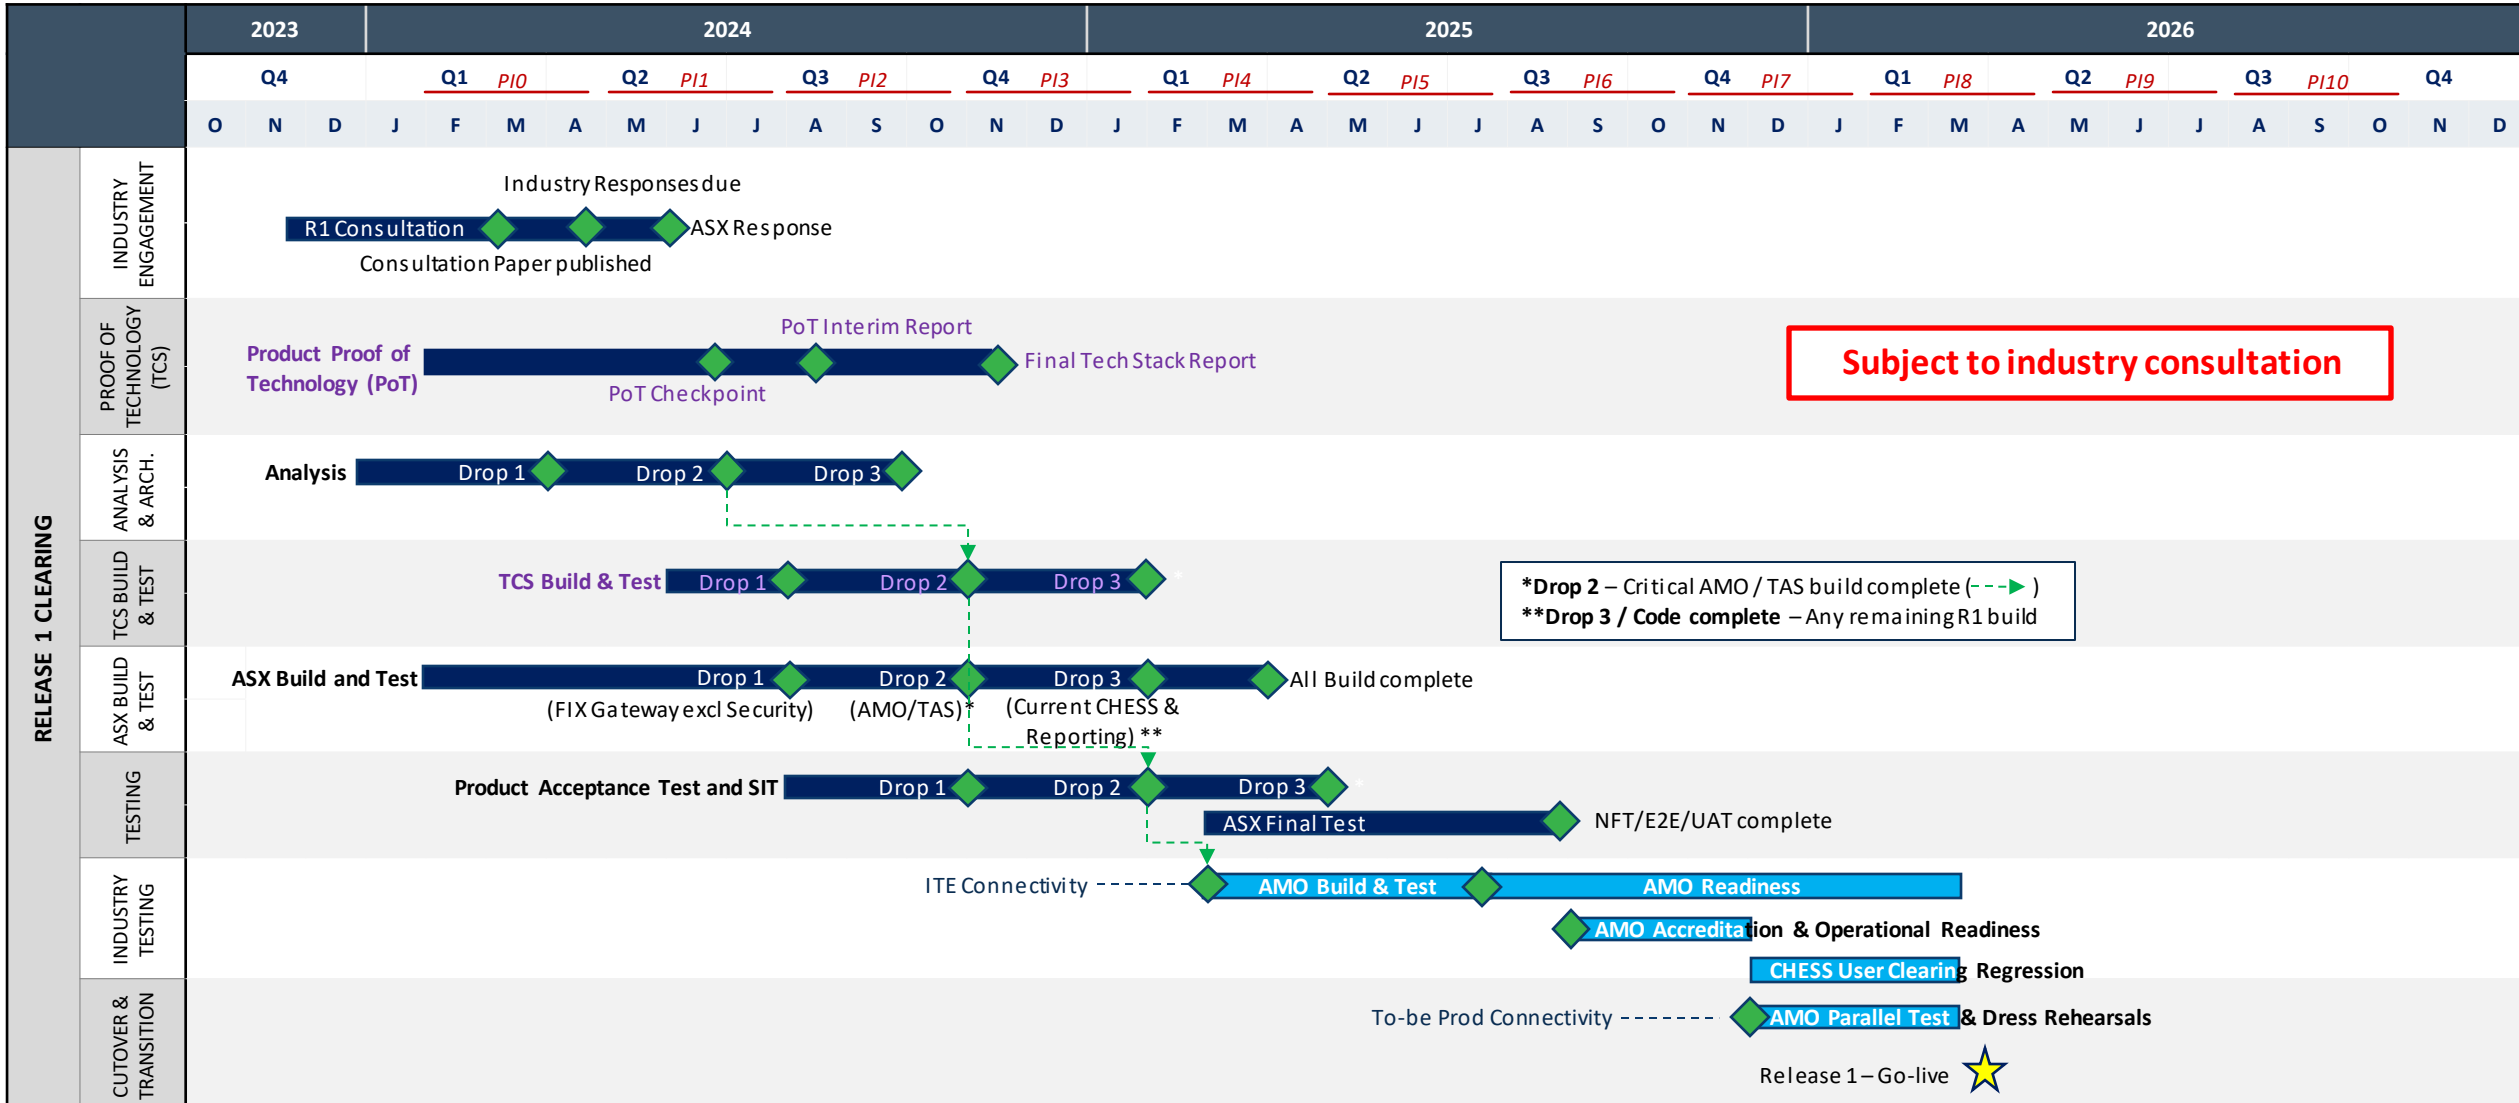 2023 2024 2025 2026
Q4 Q1 PI0 Q2 PI1 Q3 PI2 Q4 PI3 Q1 PI4 Q2 PI5 Q3 PI6 Q4 PI7 Q1 PI8 Q2 PI9 Q3 PI10 Q4
O N D J F M A M J J A S O N D J F M A M J J A S O N D J F M A M J J A S O N D
RELEASE 1 CLEARING
INDUSTRY
ENGAGEMENT
Industry Responses due
R1 Consultation
ASX Response
Consultation Paper published
PROOF OF
TECHNOLOGY
(TCS)
PoT Interim Report
Product Proof of
Technology (PoT)
Final Tech Stack Report
PoT Checkpoint
Subject to industry consultation
ANALYSIS
& ARCH.
Analysis Drop 1 Drop 2 Drop 3
TCS BUILD
& TEST
TCS Build & Test Drop 1 Drop 2 Drop 3 *
*Drop 2 – Critical AMO / TAS build complete ( )
**Drop 3 / Code complete – Any remaining R1 build
ASX BUILD
& TEST
ASX Build and Test Drop 1 Drop 2 Drop 3 All Build complete
(FIX Gateway excl Security) (AMO/TAS)* (Current CHESS &
Reporting) **
TESTING
Product Acceptance Test and SIT Drop 1 Drop 2 Drop 3 *
ASX Final Test NFT/E2E/UAT complete
INDUSTRY
TESTING
ITE Connectivity AMO Build & Test AMO Readiness
AMO Accreditation & Operational Readiness
CHESS User Clearing Regression
CUTOVER &
TRANSITION
To-be Prod Connectivity AMO Parallel Test & Dress Rehearsals
Release 1 – Go-live